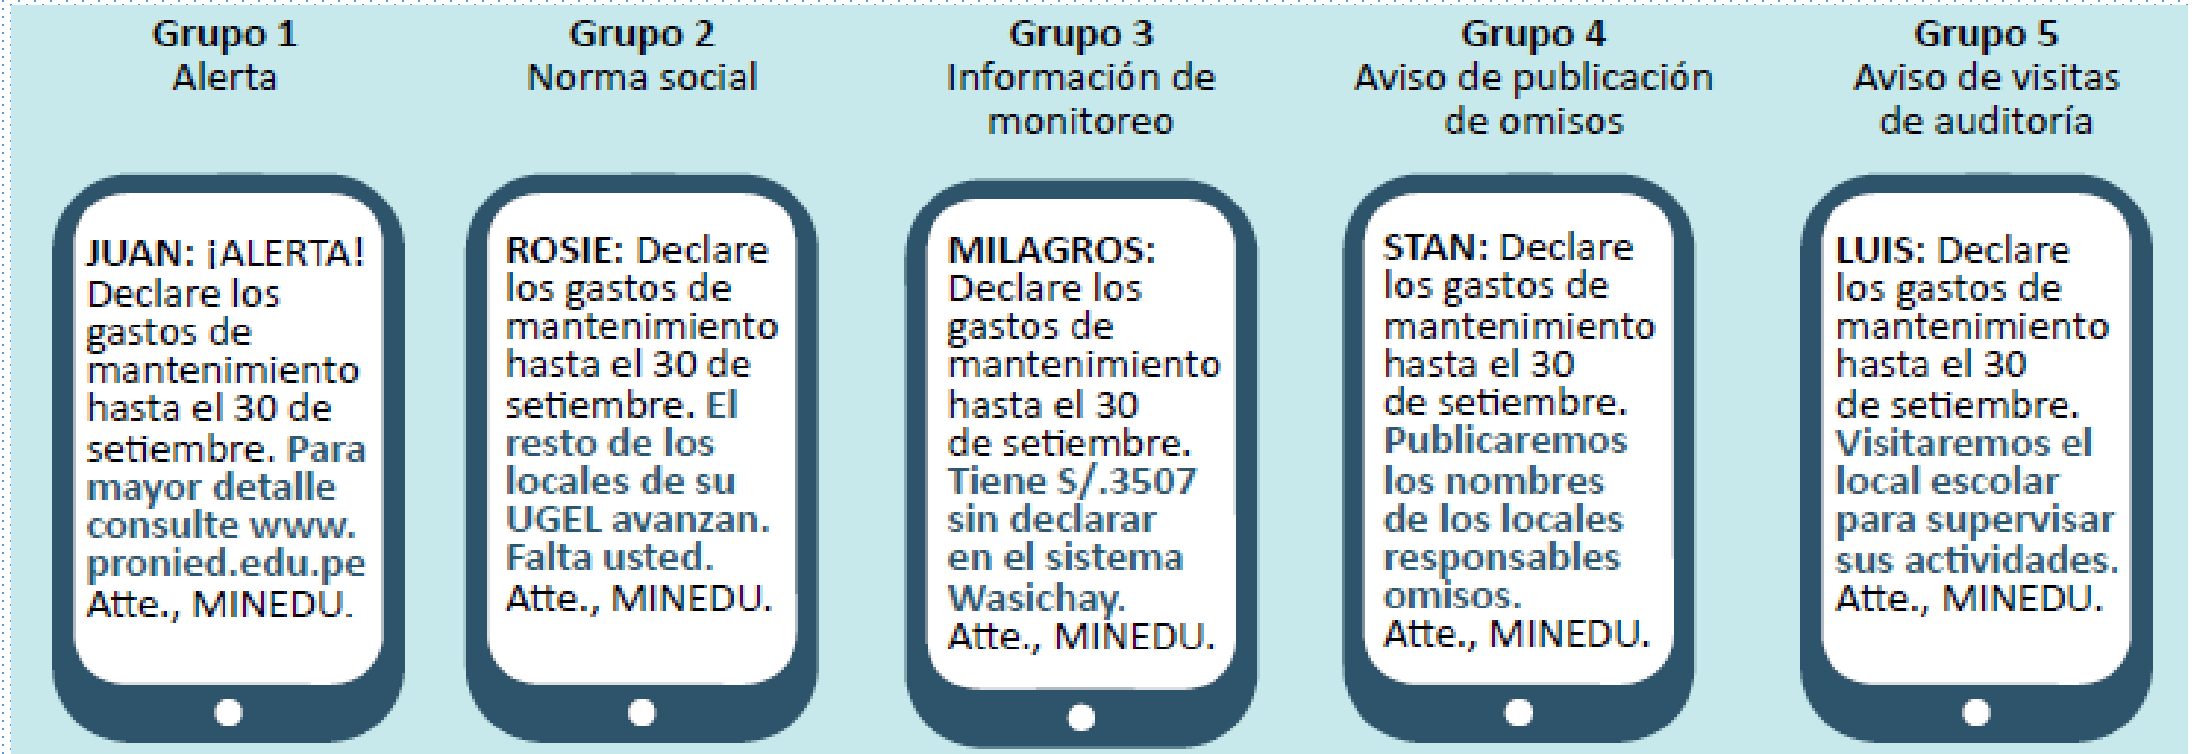 Grupo 1
Alerta
JUAN: ¡ALERTA!
Declare los
gastos de
mantenimiento
hasta el 30 de
setiembre. Para
mayor detalle
consulte www.
pronied.edu.pe
Atte., MINEDU.
Grupo 2
Norma social
ROSIE: Declare
los gastos de
mantenimiento
hasta el 30 de
setiembre. El
resto de los
locales de su
UGEL avanzan.
Falta usted.
Atte., MINEDU.
Grupo 3
Información de
monitoreo
MILAGROS:
Declare los
gastos de
mantenimiento
hasta el 30
de setiembre.
Tiene S/.3507
sin declarar
en el sistema
Wasichay.
Atte., MINEDU.
Grupo 4
Aviso de publicación
de omisos
STAN: Declare
los gastos de
mantenimiento
hasta el 30
de setiembre.
Publicaremos
los nombres
de los locales
responsables
omisos.
Atte., MINEDU.
Grupo 5
Aviso de visitas
de auditoría
LUIS: Declare
los gastos de
mantenimiento
hasta el 30
de setiembre.
Visitaremos el
local escolar
para supervisar
sus actividades.
Atte., MINEDU.